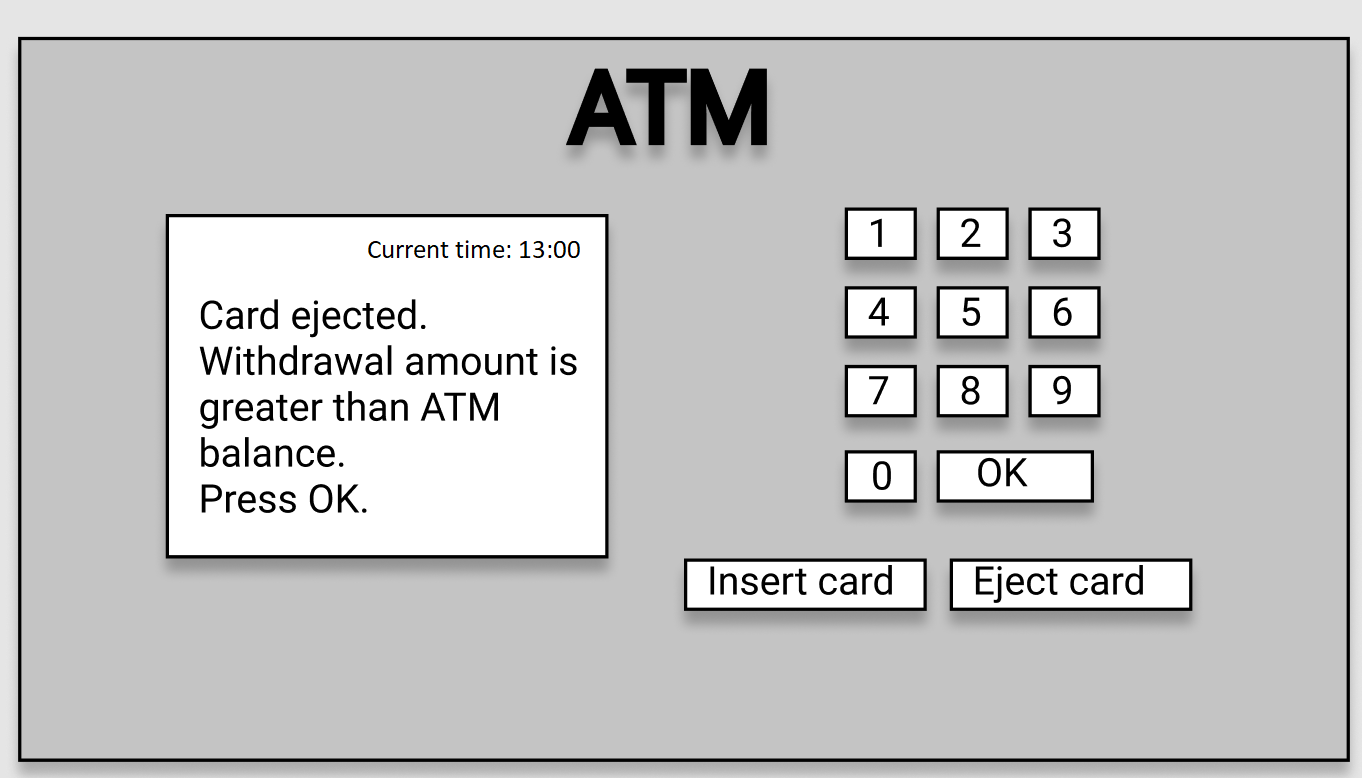 ATM
Current time: 13:00
Card ejected.
Withdrawal amount is
greater than ATM
balance.
Press OK.
1 2 3
4 5 6
7 8 9
0 OK
Insert card Eject card